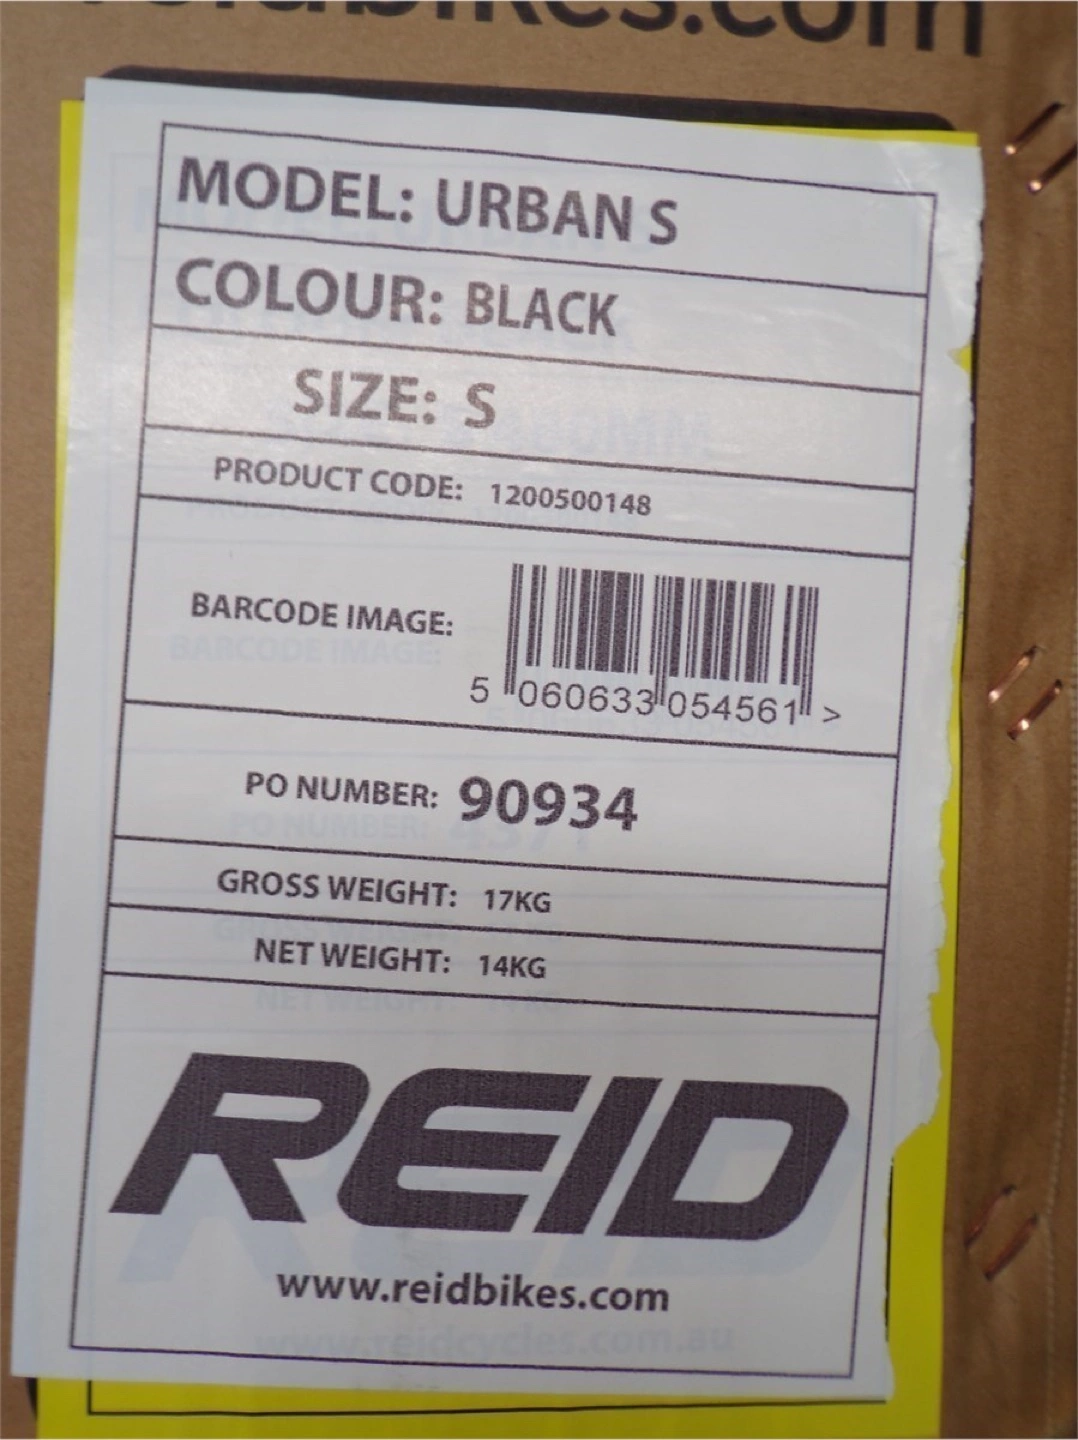 MODEL: URBAN S
COLOUR: BLACK
SIZE: S
PRODUCT CODE: 1200500148
BARCODE IMAGE:
5 060633 054561 >
PO NUMBER: 90934
GROSS WEIGHT: 17KG
NET WEIGHT: 14KG
REID
www.reidbikes.com